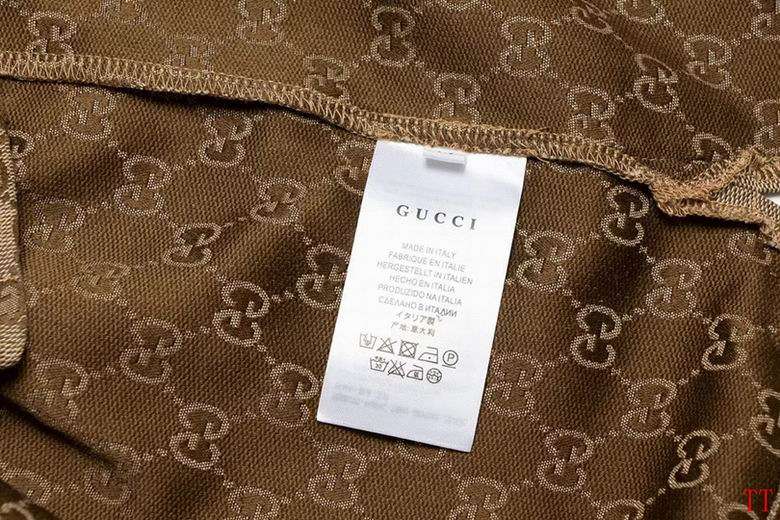 GUCCI
MADE IN ITALY
FABRIQUE EN ITALIE
HERGESTELLT IN ITALIEN
HECHO EN ITALIA
PRODUZIDO NA ITALIA
СДЕЛАНО В ИТАЛИИ
イタリア製
产地:意大利
TT